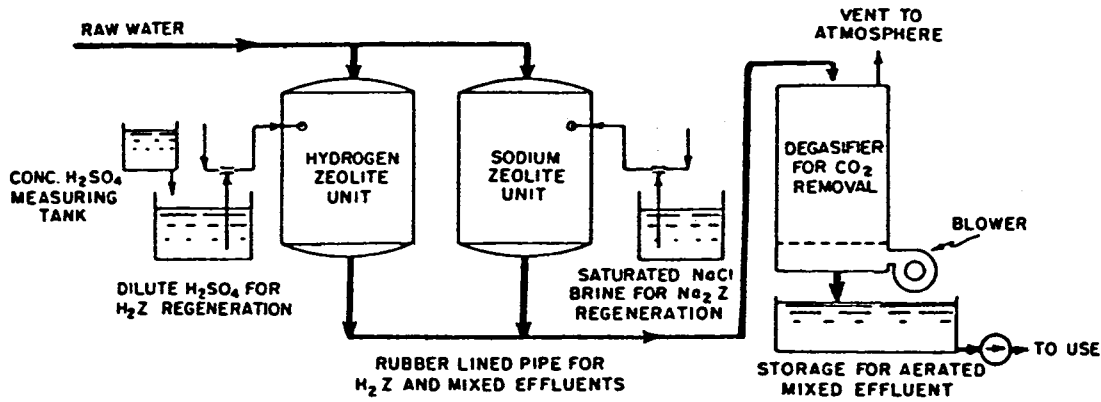 RAW WATER
VENT TO
ATMOSPHERE
CONC. H₂SO₄
MEASURING
TANK
HYDROGEN
ZEOLITE
UNIT
SODIUM
ZEOLITE
UNIT
DEGASIFIER
FOR CO₂
REMOVAL
BLOWER
DILUTE H₂SO₄ FOR
H₂Z REGENERATION
SATURATED NaCl
BRINE FOR Na₂Z
REGENERATION
RUBBER LINED PIPE FOR
H₂Z AND MIXED EFFLUENTS
STORAGE FOR AERATED
MIXED EFFLUENT
TO USE